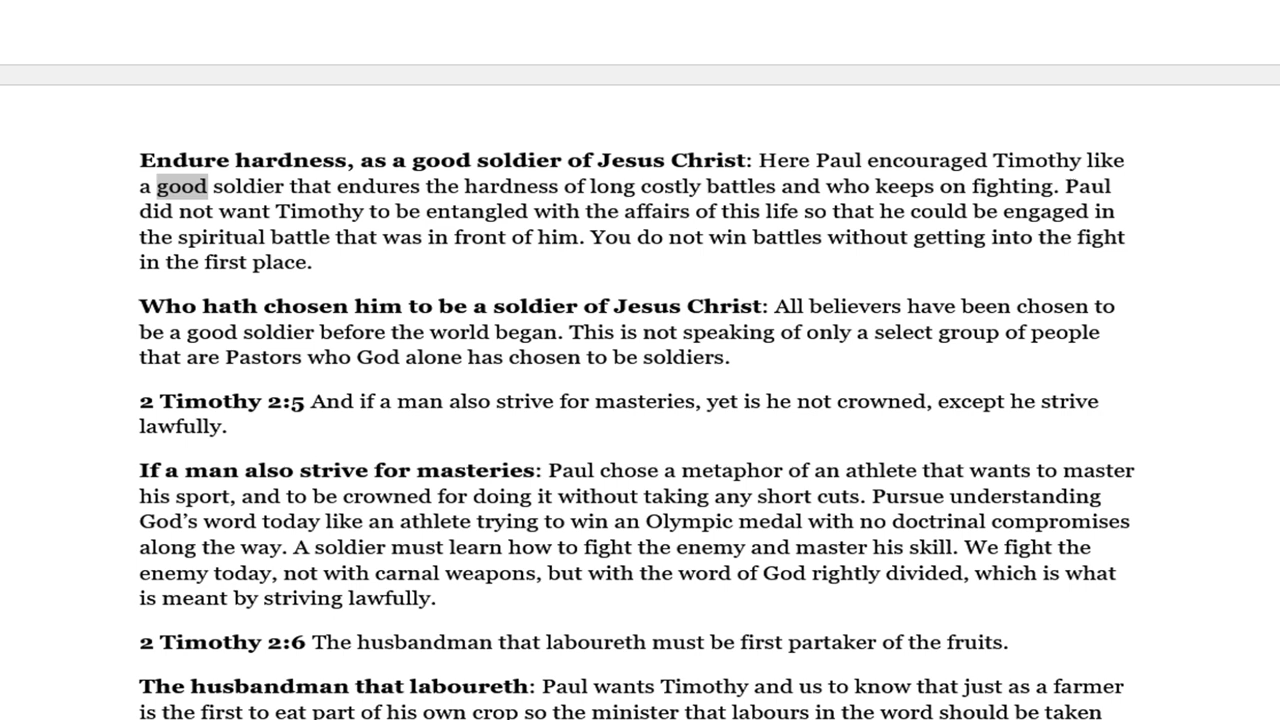 Endure hardness, as a good soldier of Jesus Christ: Here Paul encouraged Timothy like
a good soldier that endures the hardness of long costly battles and who keeps on fighting. Paul
did not want Timothy to be entangled with the affairs of this life so that he could be engaged in
the spiritual battle that was in front of him. You do not win battles without getting into the fight
in the first place.
Who hath chosen him to be a soldier of Jesus Christ: All believers have been chosen to
be a good soldier before the world began. This is not speaking of only a select group of people
that are Pastors who God alone has chosen to be soldiers.
2 Timothy 2:5 And if a man also strive for masteries, yet is he not crowned, except he strive
lawfully.
If a man also strive for masteries: Paul chose a metaphor of an athlete that wants to master
his sport, and to be crowned for doing it without taking any short cuts. Pursue understanding
God’s word today like an athlete trying to win an Olympic medal with no doctrinal compromises
along the way. A soldier must learn how to fight the enemy and master his skill. We fight the
enemy today, not with carnal weapons, but with the word of God rightly divided, which is what
is meant by striving lawfully.
2 Timothy 2:6 The husbandman that laboureth must be first partaker of the fruits.
The husbandman that laboureth: Paul wants Timothy and us to know that just as a farmer
is the first to eat part of his own crop so the minister that labours in the word should be taken